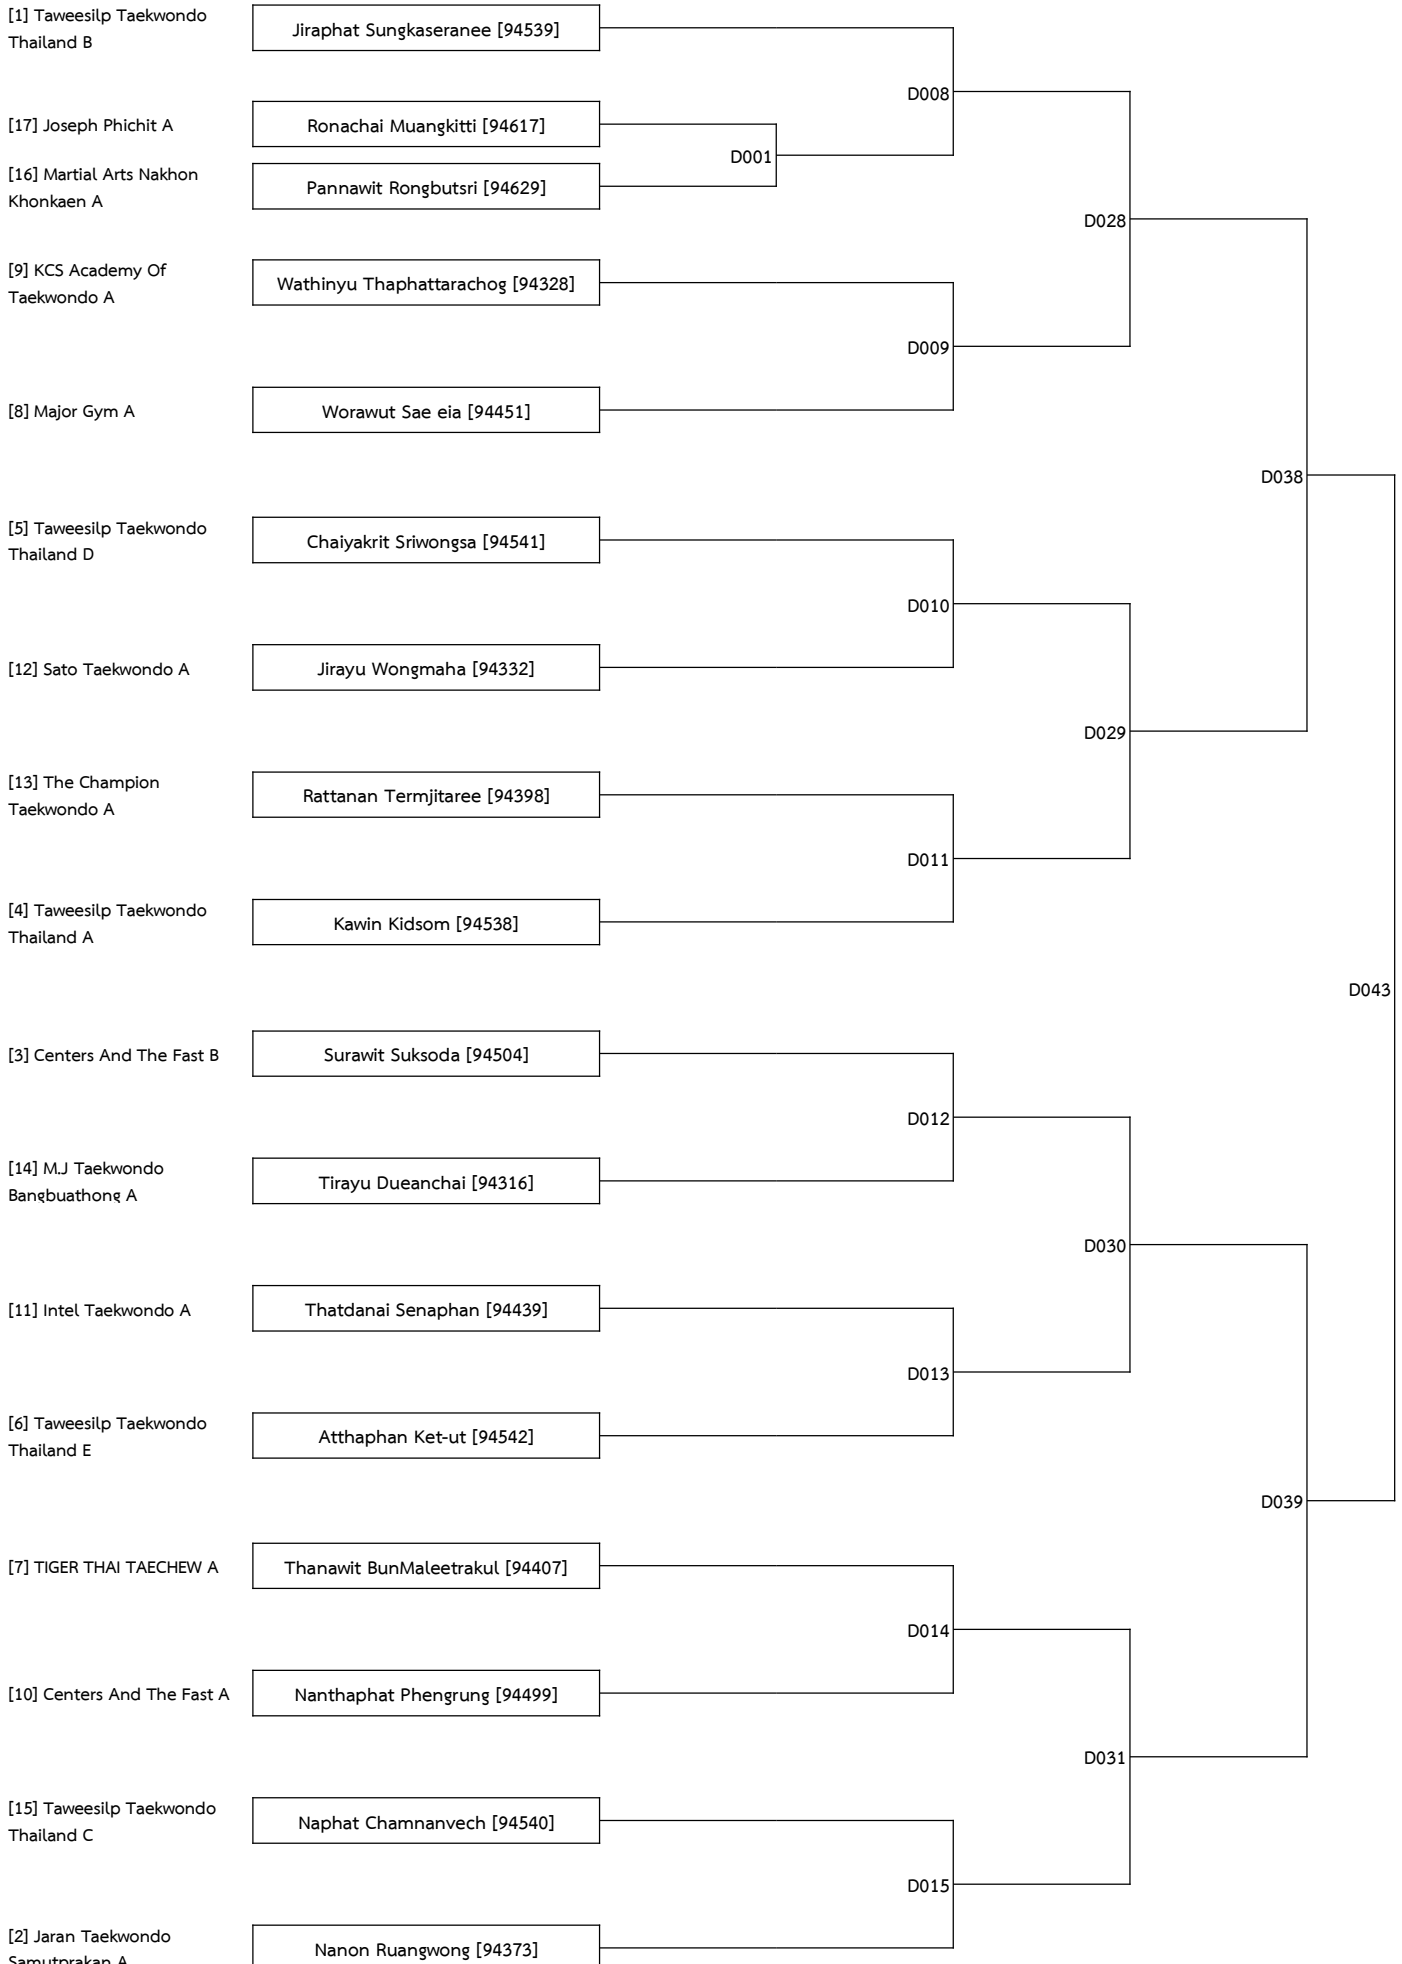 [1] Taweesilp Taekwondo
Thailand B
Jiraphat Sungkaseranee [94539]
D008
[17] Joseph Phichit A
Ronachai Muangkitti [94617]
D001
[16] Martial Arts Nakhon
Khonkaen A
Pannawit Rongbutsri [94629]
D028
[9] KCS Academy Of
Taekwondo A
Wathinyu Thaphattarachog [94328]
D009
[8] Major Gym A
Worawut Sae eia [94451]
D038
[5] Taweesilp Taekwondo
Thailand D
Chaiyakrit Sriwongsa [94541]
D010
[12] Sato Taekwondo A
Jirayu Wongmaha [94332]
D029
[13] The Champion
Taekwondo A
Rattanan Termjitaree [94398]
D011
[4] Taweesilp Taekwondo
Thailand A
Kawin Kidsom [94538]
D043
[3] Centers And The Fast B
Surawit Suksoda [94504]
D012
[14] M.J Taekwondo
Bangbuathong A
Tirayu Dueanchai [94316]
D030
[11] Intel Taekwondo A
Thatdanai Senaphan [94439]
D013
[6] Taweesilp Taekwondo
Thailand E
Atthaphan Ket-ut [94542]
D039
[7] TIGER THAI TAECHEW A
Thanawit BunMaleetrakul [94407]
D014
[10] Centers And The Fast A
Nanthaphat Phengrung [94499]
D031
[15] Taweesilp Taekwondo
Thailand C
Naphat Chamnanvech [94540]
D015
[2] Jaran Taekwondo
Samutprakan A
Nanon Ruangwong [94373]